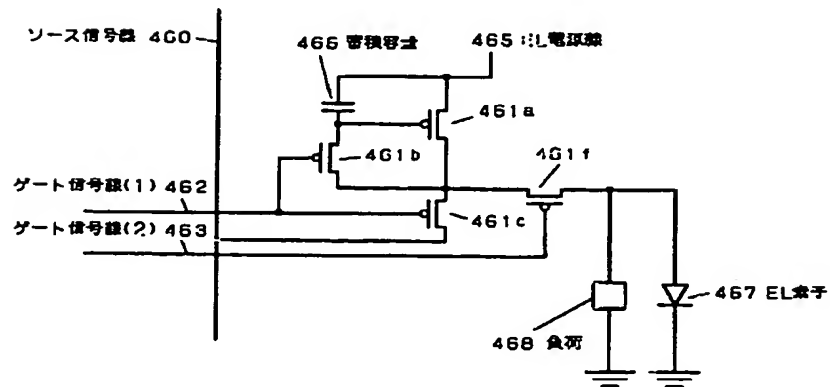 ソース信号線 460
466 蓄積容量
465 EL電源線
461a
461b
461f
ゲート信号線(1) 462
461c
ゲート信号線(2) 463
467 EL素子
468 負荷